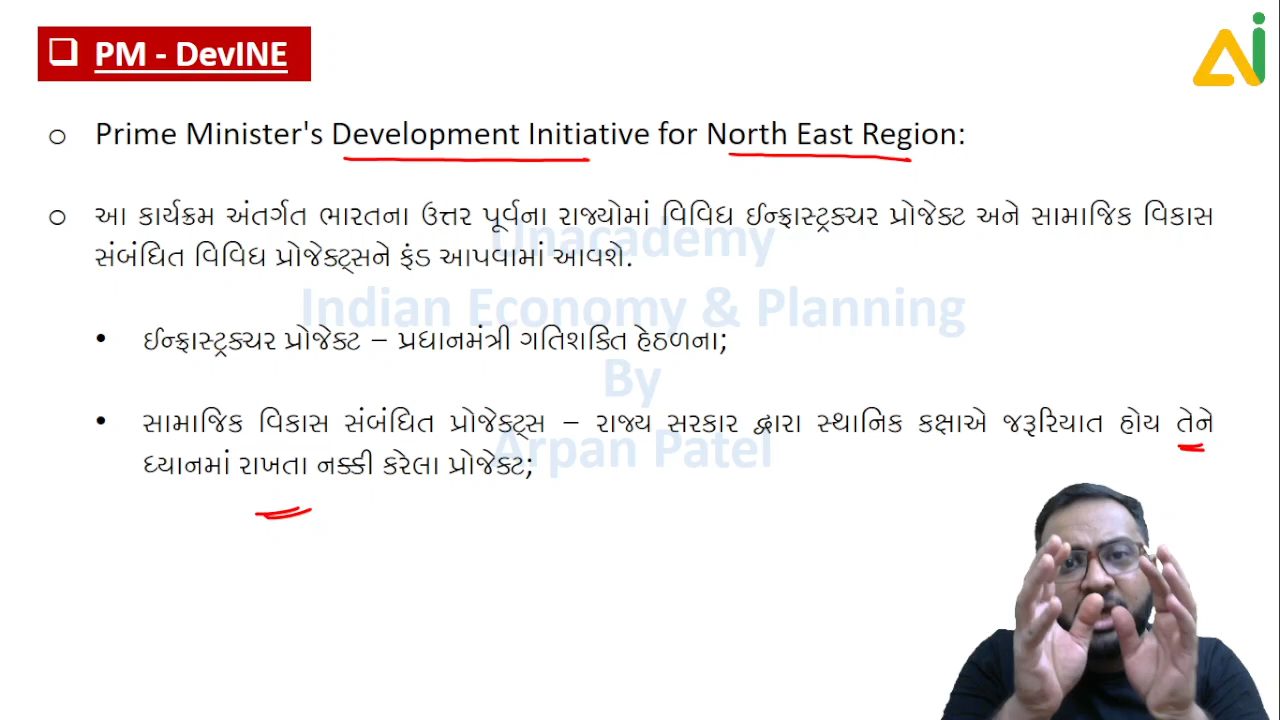 ❑ PM - DevINE
o Prime Minister's Development Initiative for North East Region:
o આ કાર્યક્રમ અંતર્ગત ભારતના ઉત્તર પૂર્વના રાજ્યોમાં વિવિધ ઈન્ફ્રાસ્ટ્રક્ચર પ્રોજેક્ટ અને સામાજિક વિકાસ
સંબંધિત વિવિધ પ્રોજેક્ટ્સને ફંડ આપવામાં આવશે.
• ઈન્ફ્રાસ્ટ્રક્ચર પ્રોજેક્ટ – પ્રધાનમંત્રી ગતિશક્તિ હેઠળના;
• સામાજિક વિકાસ સંબંધિત પ્રોજેક્ટ્સ – રાજ્ય સરકાર દ્વારા સ્થાનિક કક્ષાએ જરૂરિયાત હોય તેને
ધ્યાનમાં રાખતા નક્કી કરેલા પ્રોજેક્ટ;
Unacademy
Indian Economy & Planning
By
Arpan Patel